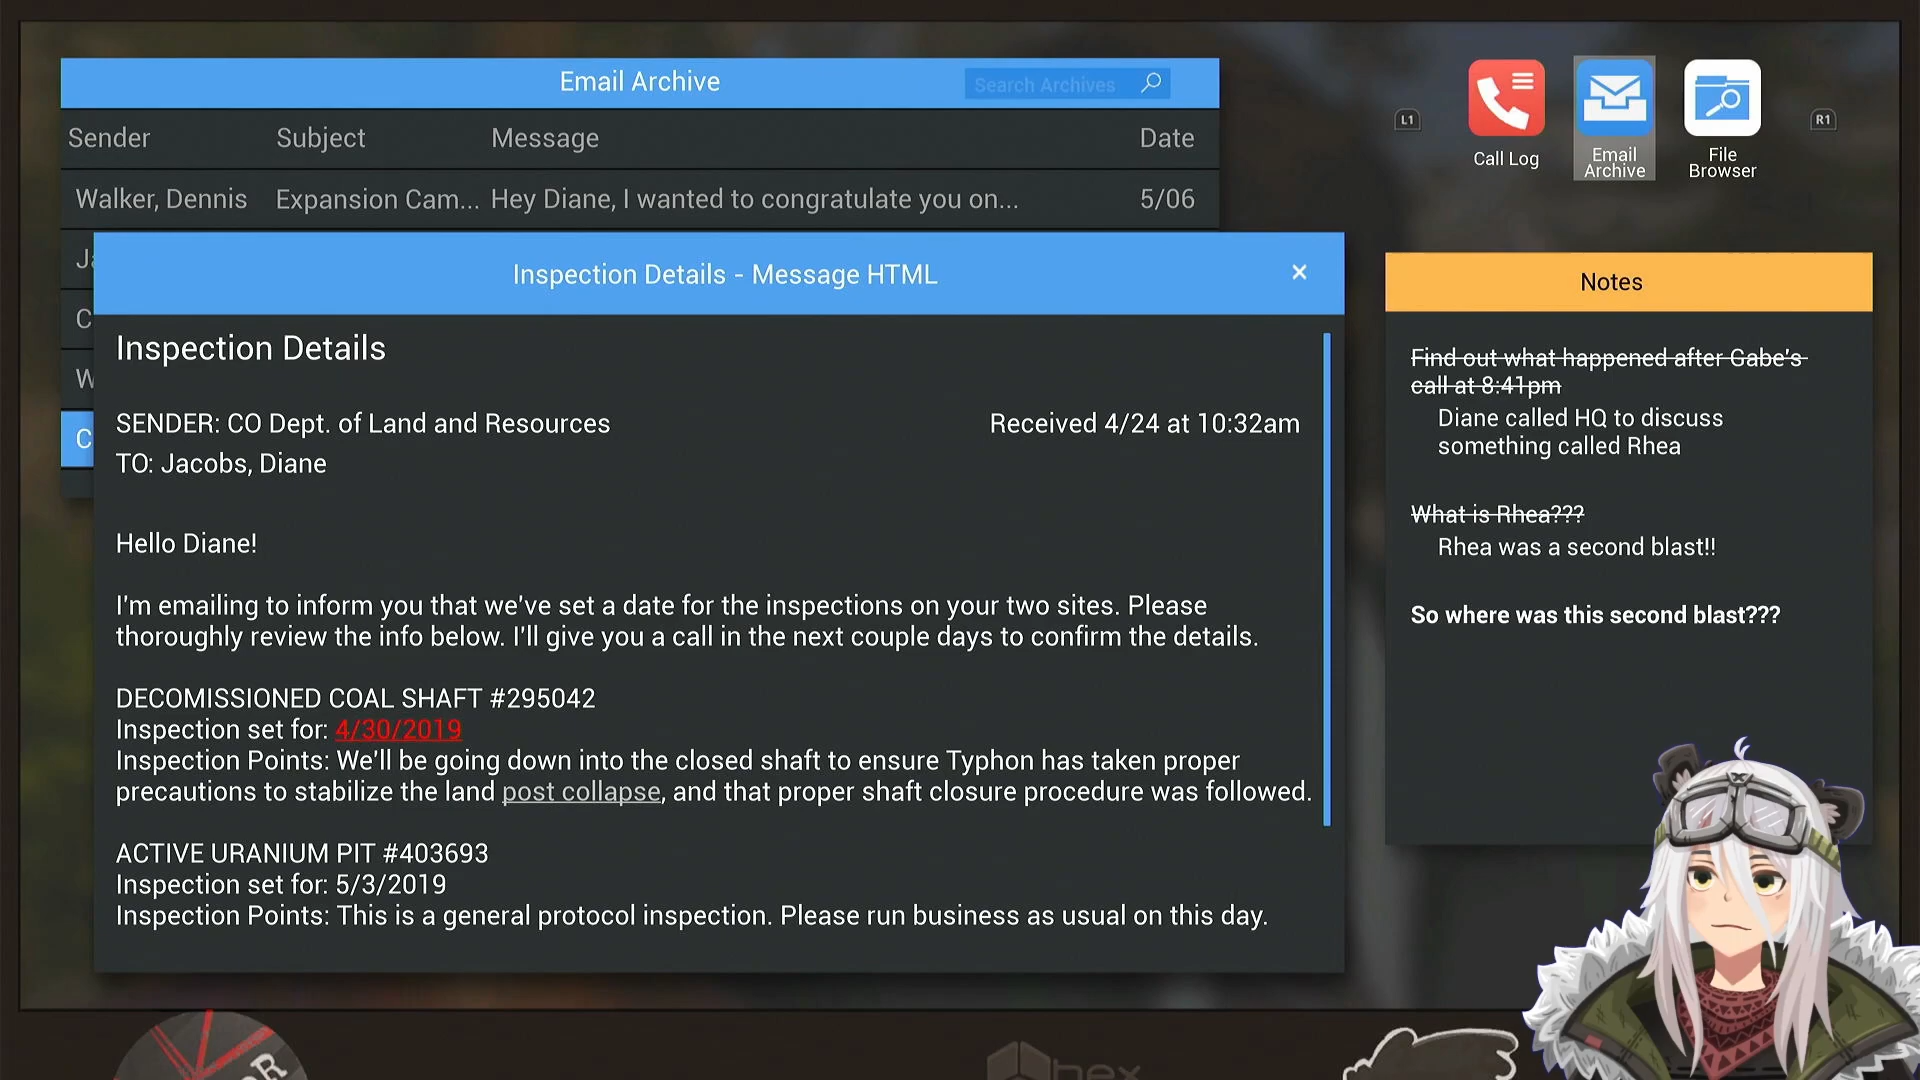 Email Archive
Search Archives
Sender Subject Message Date
Walker, Dennis Expansion Cam... Hey Diane, I wanted to congratulate you on... 5/06
Inspection Details - Message HTML
Inspection Details
SENDER: CO Dept. of Land and Resources Received 4/24 at 10:32am
TO: Jacobs, Diane
Hello Diane!
I'm emailing to inform you that we've set a date for the inspections on your two sites. Please
thoroughly review the info below. I'll give you a call in the next couple days to confirm the details.
DECOMISSIONED COAL SHAFT #295042
Inspection set for: 4/30/2019
Inspection Points: We'll be going down into the closed shaft to ensure Typhon has taken proper
precautions to stabilize the land post collapse, and that proper shaft closure procedure was followed.
ACTIVE URANIUM PIT #403693
Inspection set for: 5/3/2019
Inspection Points: This is a general protocol inspection. Please run business as usual on this day.
L1
Call Log
Email
Archive
File
Browser
R1
Notes
Find out what happened after Gabe's
call at 8:41pm
Diane called HQ to discuss
something called Rhea
What is Rhea???
Rhea was a second blast!!
So where was this second blast???
hex